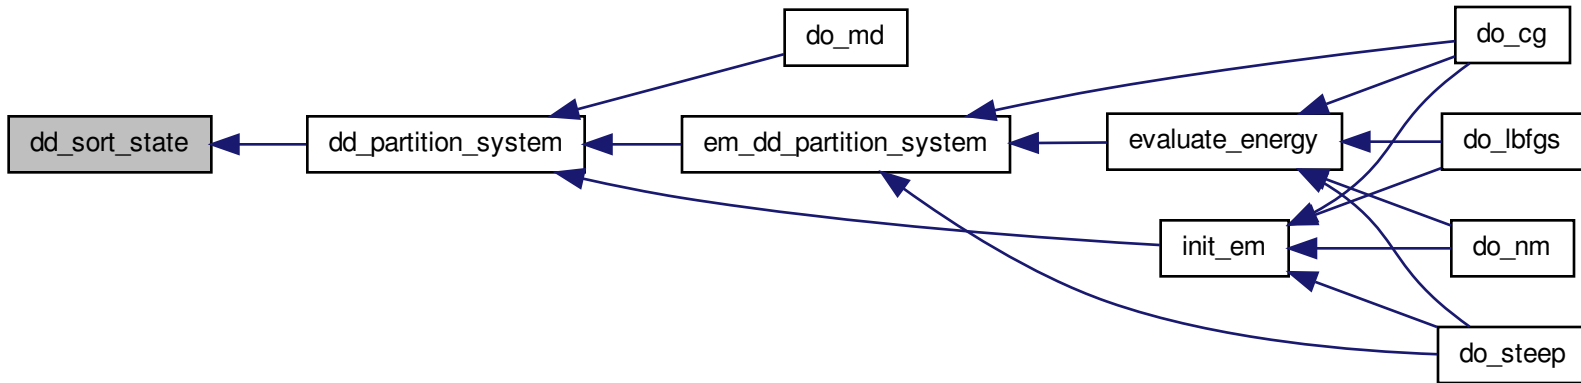 dd_sort_state
dd_partition_system
do_md
em_dd_partition_system
evaluate_energy
init_em
do_cg
do_lbfgs
do_nm
do_steep